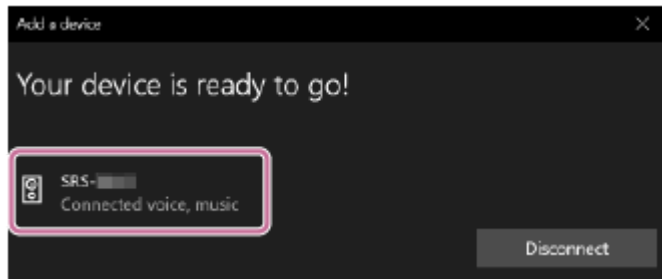 Add a device
Your device is ready to go!
SRS-
Connected voice, music
Disconnect